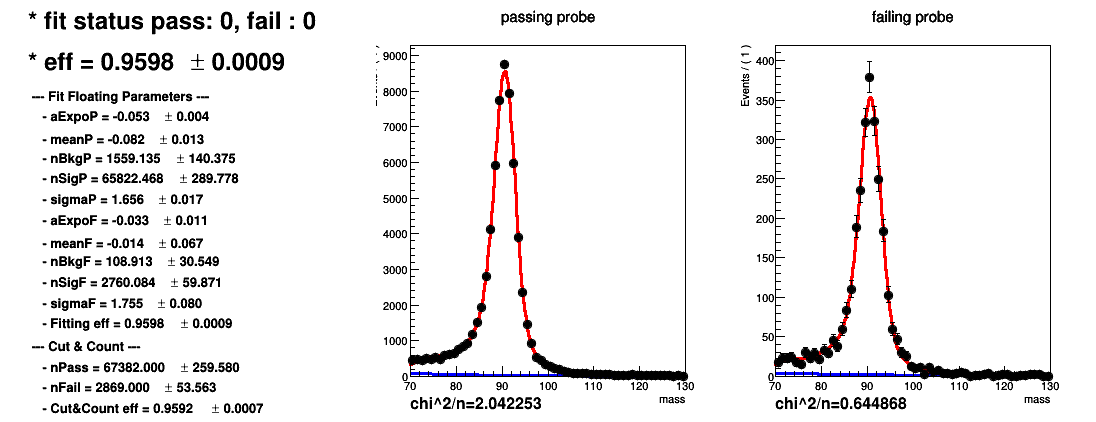 * fit status pass: 0, fail : 0
* eff = 0.9598 ± 0.0009
--- Fit Floating Parameters ---
- aExpoP = -0.053 ± 0.004
- meanP = -0.082 ± 0.013
- nBkgP = 1559.135 ± 140.375
- nSigP = 65822.468 ± 289.778
- sigmaP = 1.656 ± 0.017
- aExpoF = -0.033 ± 0.011
- meanF = -0.014 ± 0.067
- nBkgF = 108.913 ± 30.549
- nSigF = 2760.084 ± 59.871
- sigmaF = 1.755 ± 0.080
- Fitting eff = 0.9598 ± 0.0009
--- Cut & Count ---
- nPass = 67382.000 ± 259.580
- nFail = 2869.000 ± 53.563
- Cut&Count eff = 0.9592 ± 0.0007
passing probe
9000
8000
7000
6000
5000
4000
3000
2000
1000
0
70 80 90 100 110 120 130
mass
chi^2/n=2.042253
failing probe
Events / ( 1 )
400
350
300
250
200
150
100
50
0
70 80 90 100 110 120 130
mass
chi^2/n=0.644868